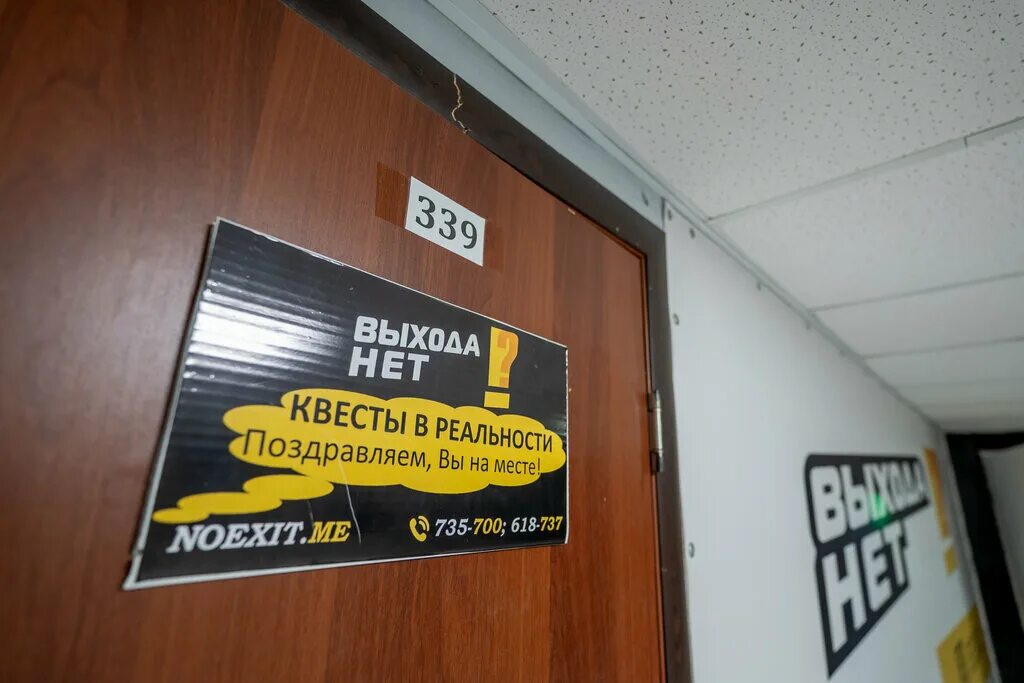 339
ВЫХОДА
НЕТ
?
КВЕСТЫ В РЕАЛЬНОСТИ
Поздравляем, Вы на месте!
NOEXIT.ME
735-700; 618-737
ВЫХОДА
НЕТ